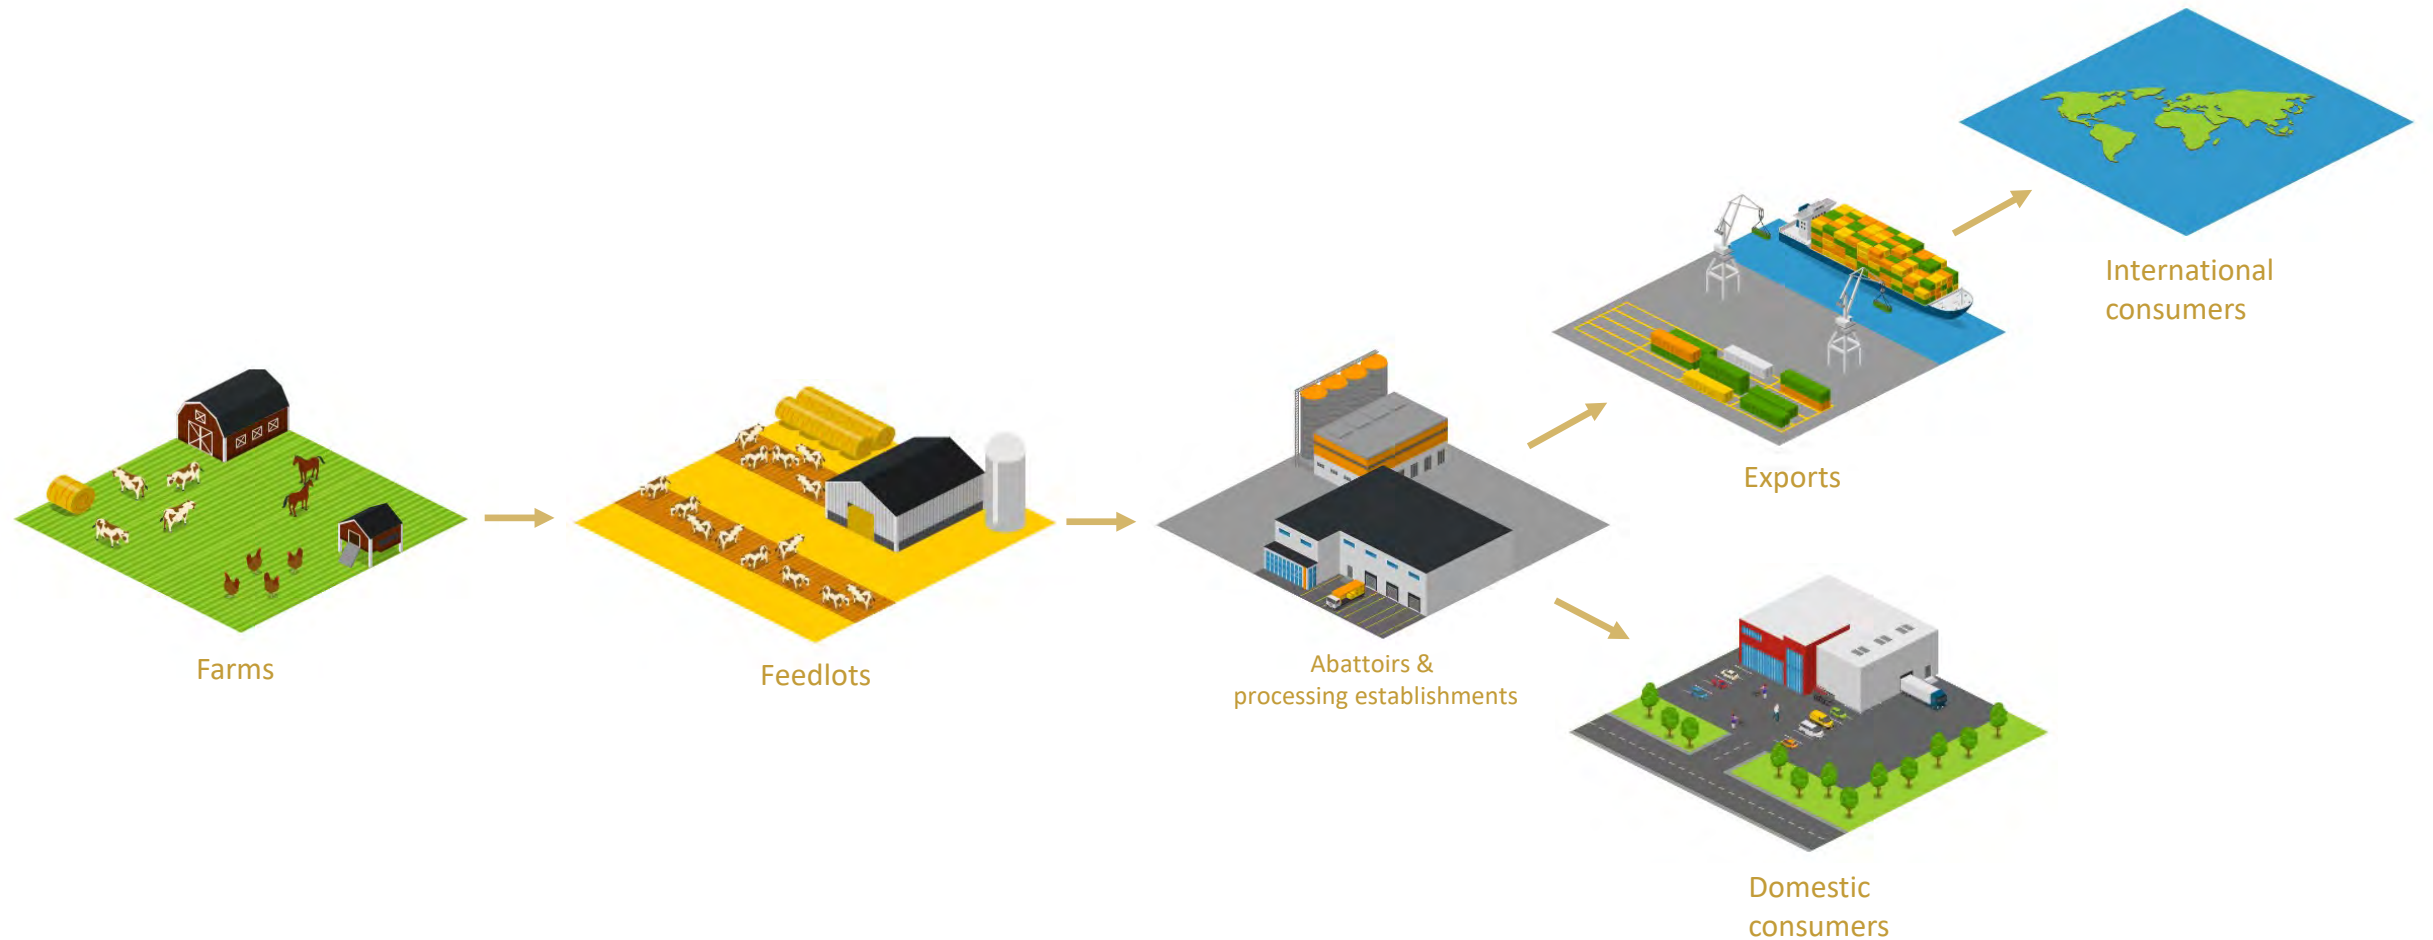 Farms
Feedlots
Abattoirs &
processing establishments
Exports
International
consumers
Domestic
consumers